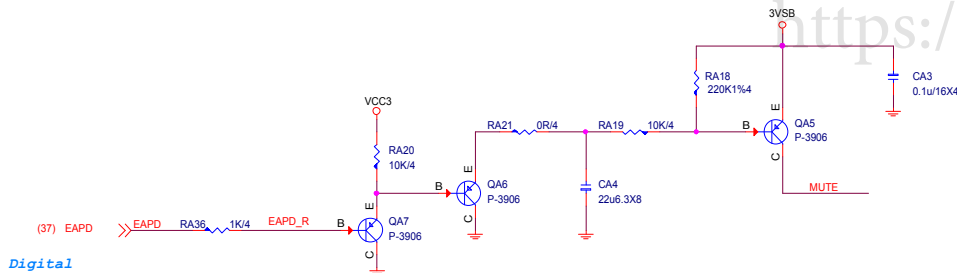 3VSB
https:/
RA18
220K1%4
CA3
0.1u/16X4
VCC3
RA21
0R/4
RA19
10K/4
E
B
QA5
P-3906
C
RA20
10K/4
E
B
QA6
P-3906
C
CA4
22u6.3X8
MUTE
(37) EAPD
EAPD
RA36
1K/4
EAPD_R
E
B
QA7
P-3906
C
Digital